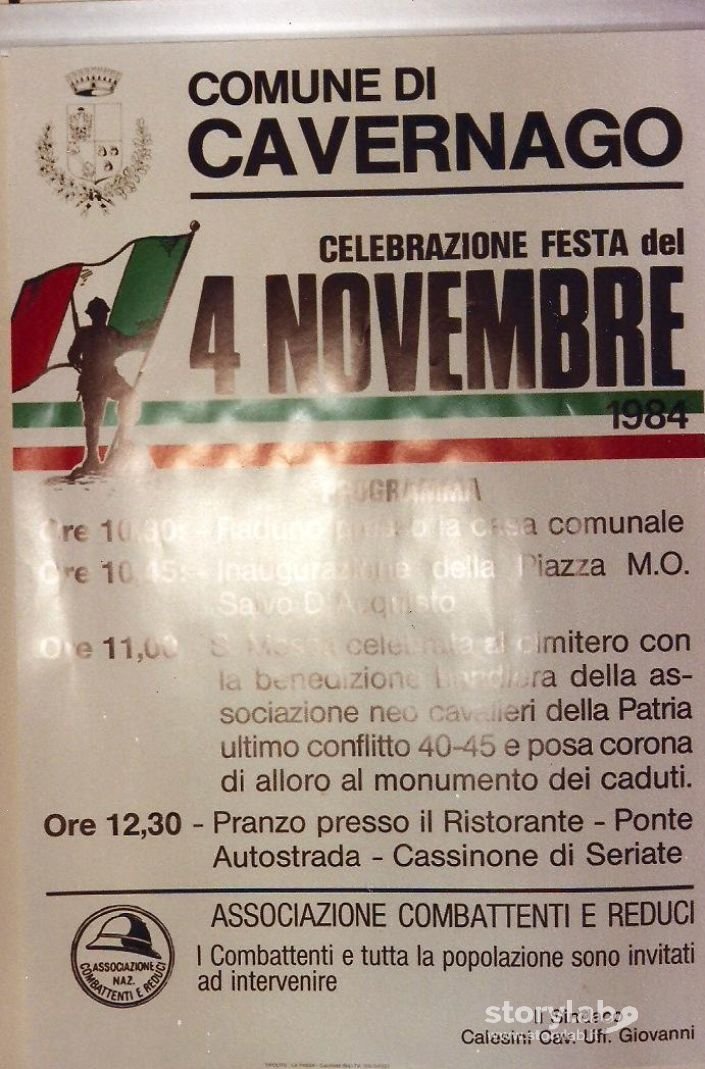 COMUNE DI
CAVERNAGO
CELEBRAZIONE FESTA del
4 NOVEMBRE
1984
PROGRAMMA
Ore 10,30: - Raduno presso la casa comunale
Ore 10,45: - Inaugurazione della Piazza M.O.
Salvo D'Acquisto
Ore 11,00 - S. Messa celebrata al cimitero con
la benedizione bandiera della as-
sociazione neo cavalieri della Patria
ultimo conflitto 40-45 e posa corona
di alloro al monumento dei caduti.
Ore 12,30 - Pranzo presso il Ristorante - Ponte
Autostrada - Cassinone di Seriate
ASSOCIAZIONE COMBATTENTI E REDUCI
I Combattenti e tutta la popolazione sono invitati
ad intervenire
ASSOCIAZIONE
NAZ.
COMBATTENTI E REDUCI
storylab
Il Sindaco
Calesini Cav. Uff. Giovanni